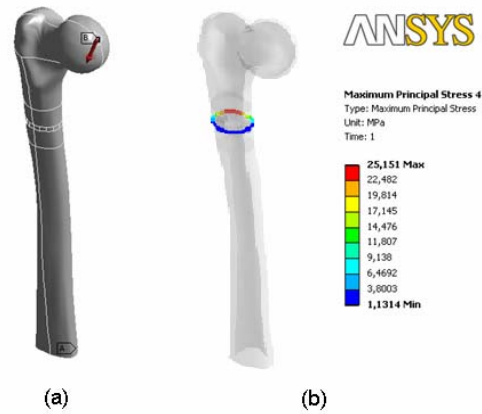 B
A
(a)
(b)
ANSYS
Maximum Principal Stress 4
Type: Maximum Principal Stress
Unit: MPa
Time: 1
25,151 Max
22,482
19,814
17,145
14,476
11,807
9,138
6,4692
3,8003
1,1314 Min